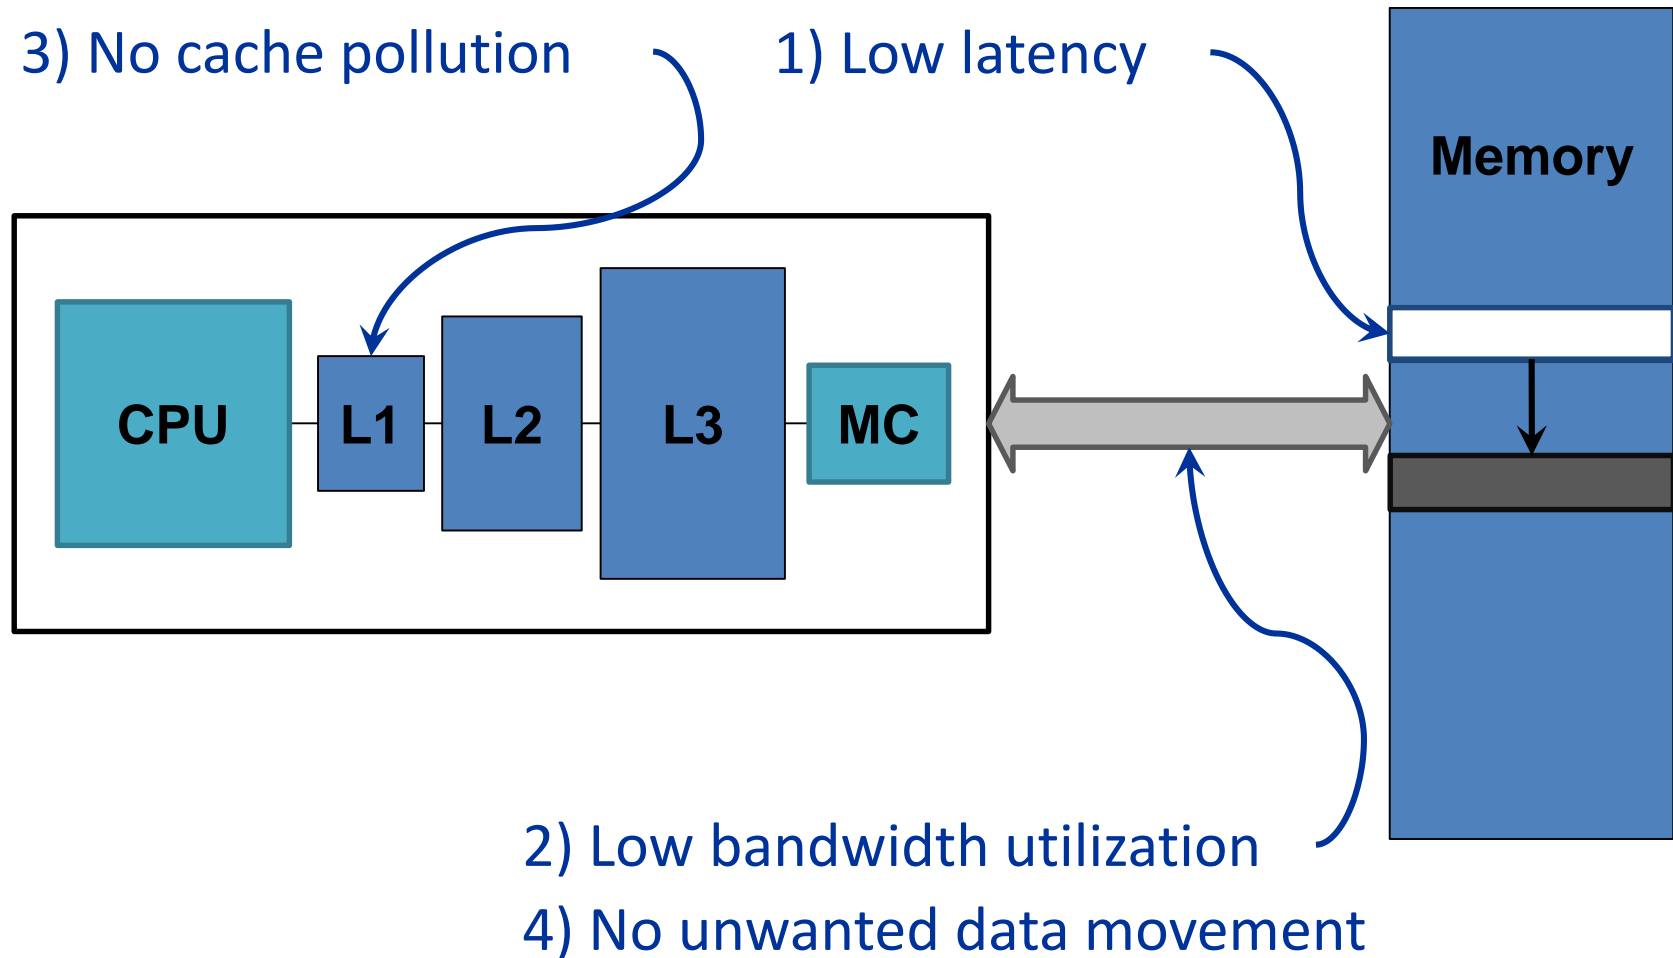 3) No cache pollution
1) Low latency
Memory
CPU
L1
L2
L3
MC
2) Low bandwidth utilization
4) No unwanted data movement